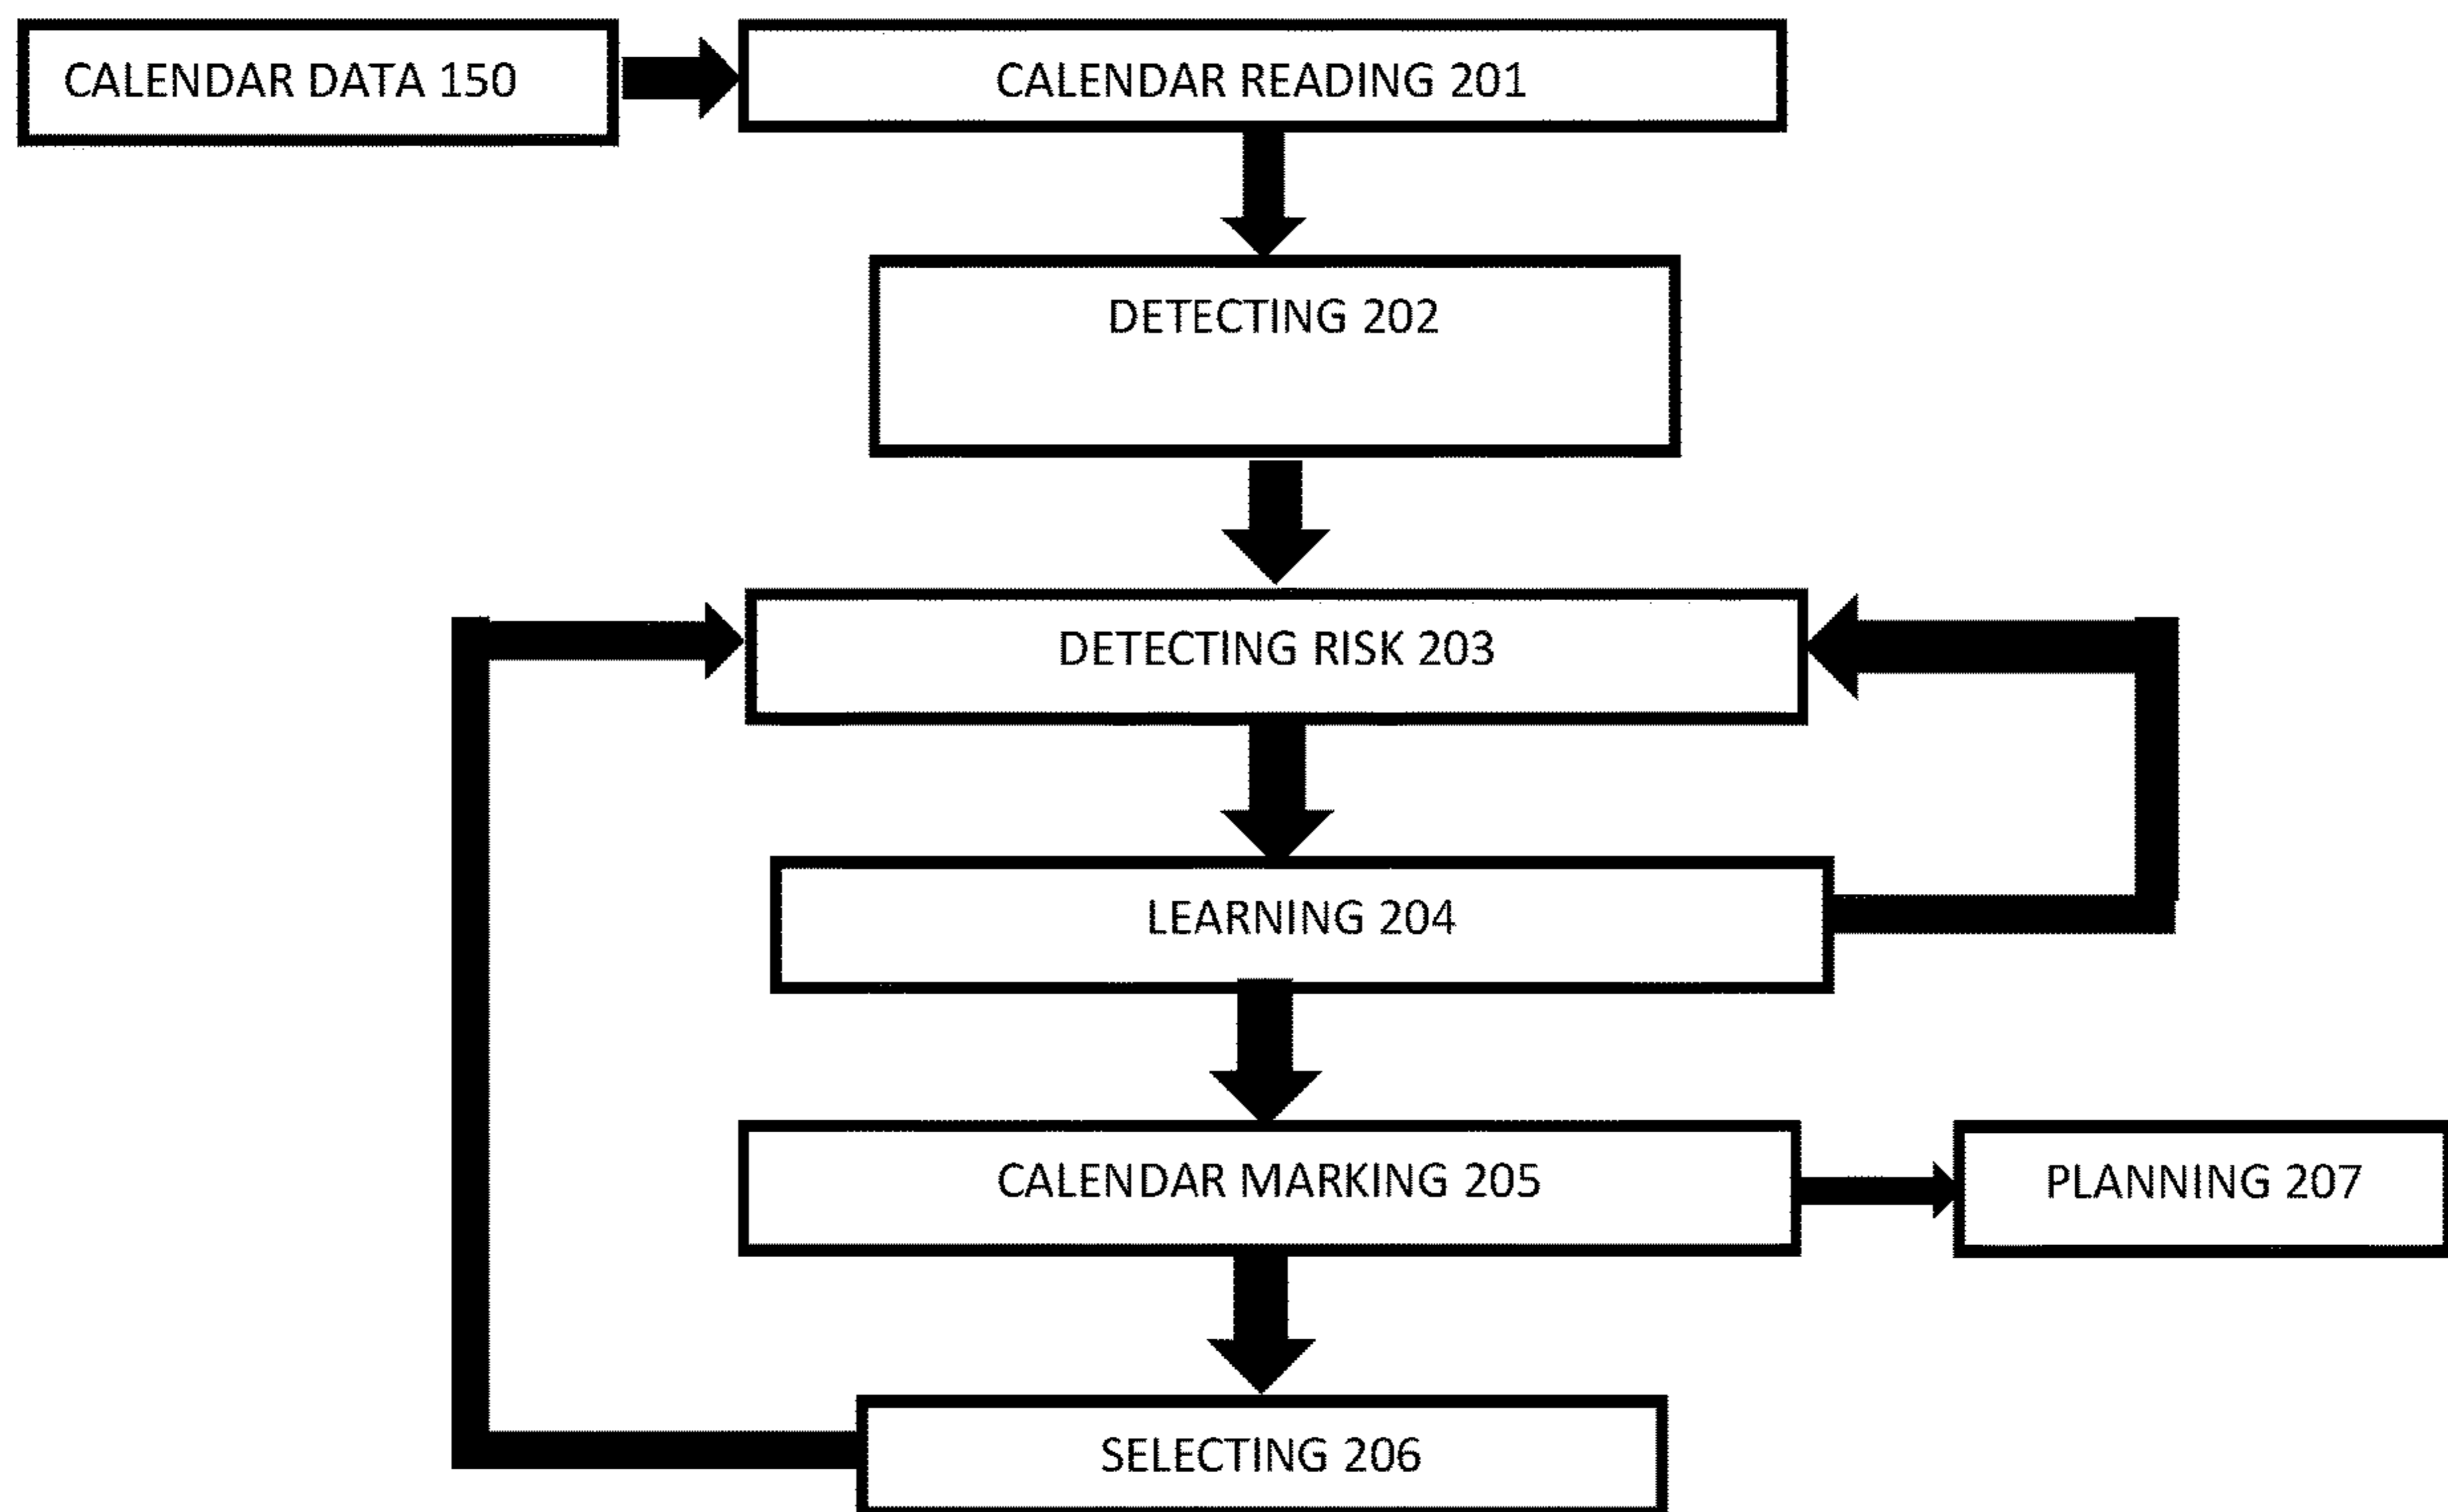 CALENDAR DATA 150
CALENDAR READING 201
DETECTING 202
DETECTING RISK 203
LEARNING 204
CALENDAR MARKING 205
PLANNING 207
SELECTING 206